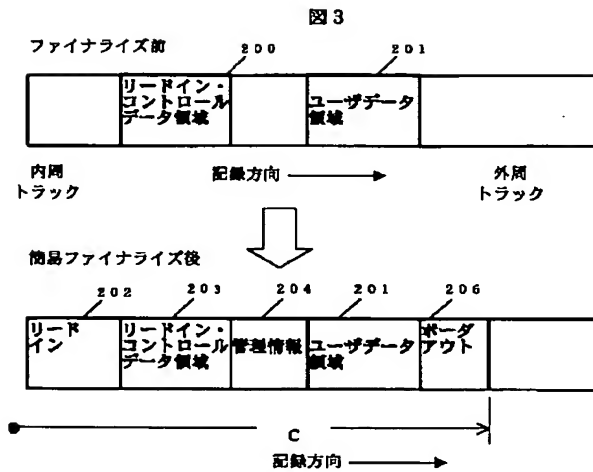 図3
ファイナライズ前
200
201
リードイン・
コントロール
データ領域
ユーザデータ
領域
内周
トラック
記録方向
外周
トラック
簡易ファイナライズ後
202
203
204
201
206
リード
イン
リードイン・
コントロール
データ領域
管理情報
ユーザデータ
領域
ボーダ
アウト
C
記録方向